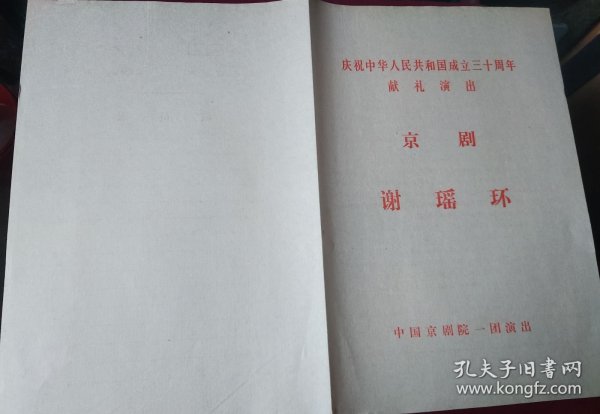 庆祝中华人民共和国成立三十周年
献礼演出
京剧
谢瑶环
中国京剧院一团演出
孔夫子旧书网
www.kongfz.com